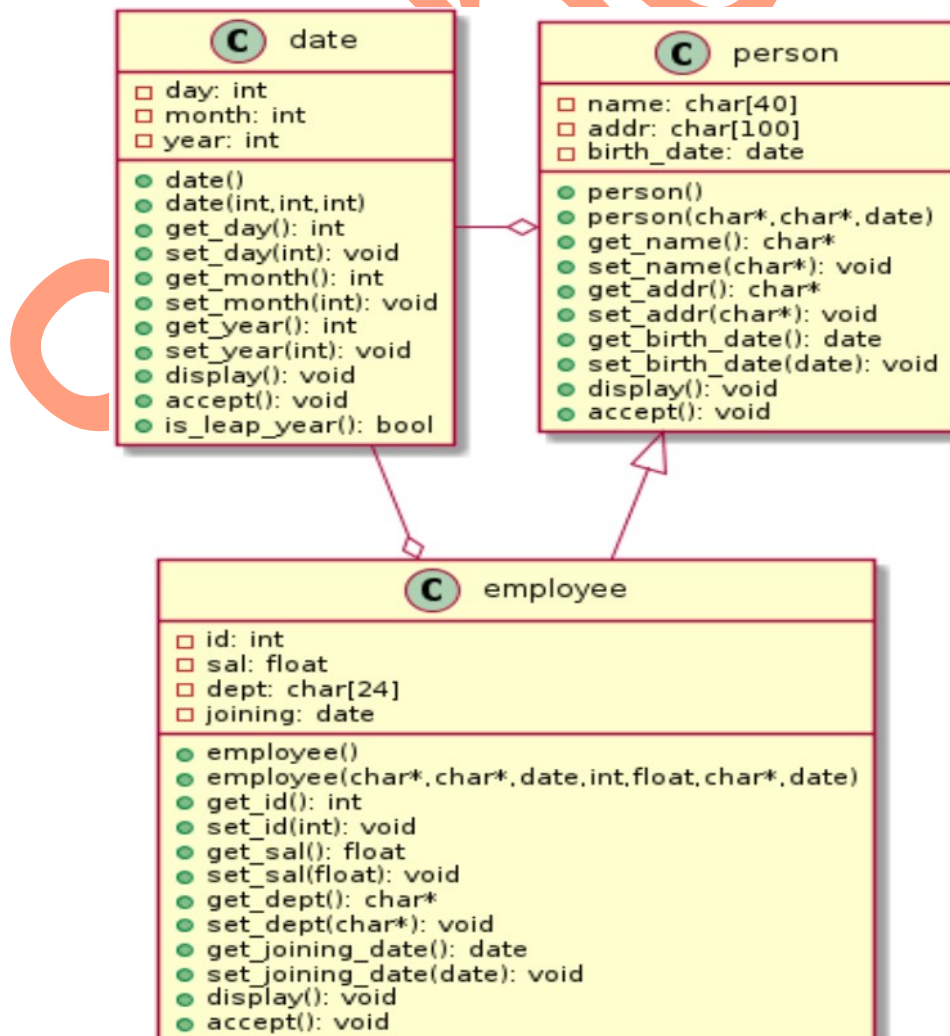 C date
day: int
month: int
year: int
date()
date(int,int,int)
get_day(): int
set_day(int): void
get_month(): int
set_month(int): void
get_year(): int
set_year(int): void
display(): void
accept(): void
is_leap_year(): bool
C person
name: char[40]
addr: char[100]
birth_date: date
person()
person(char*,char*,date)
get_name(): char*
set_name(char*): void
get_addr(): char*
set_addr(char*): void
get_birth_date(): date
set_birth_date(date): void
display(): void
accept(): void
C employee
id: int
sal: float
dept: char[24]
joining: date
employee()
employee(char*,char*,date,int,float,char*,date)
get_id(): int
set_id(int): void
get_sal(): float
set_sal(float): void
get_dept(): char*
set_dept(char*): void
get_joining_date(): date
set_joining_date(date): void
display(): void
accept(): void